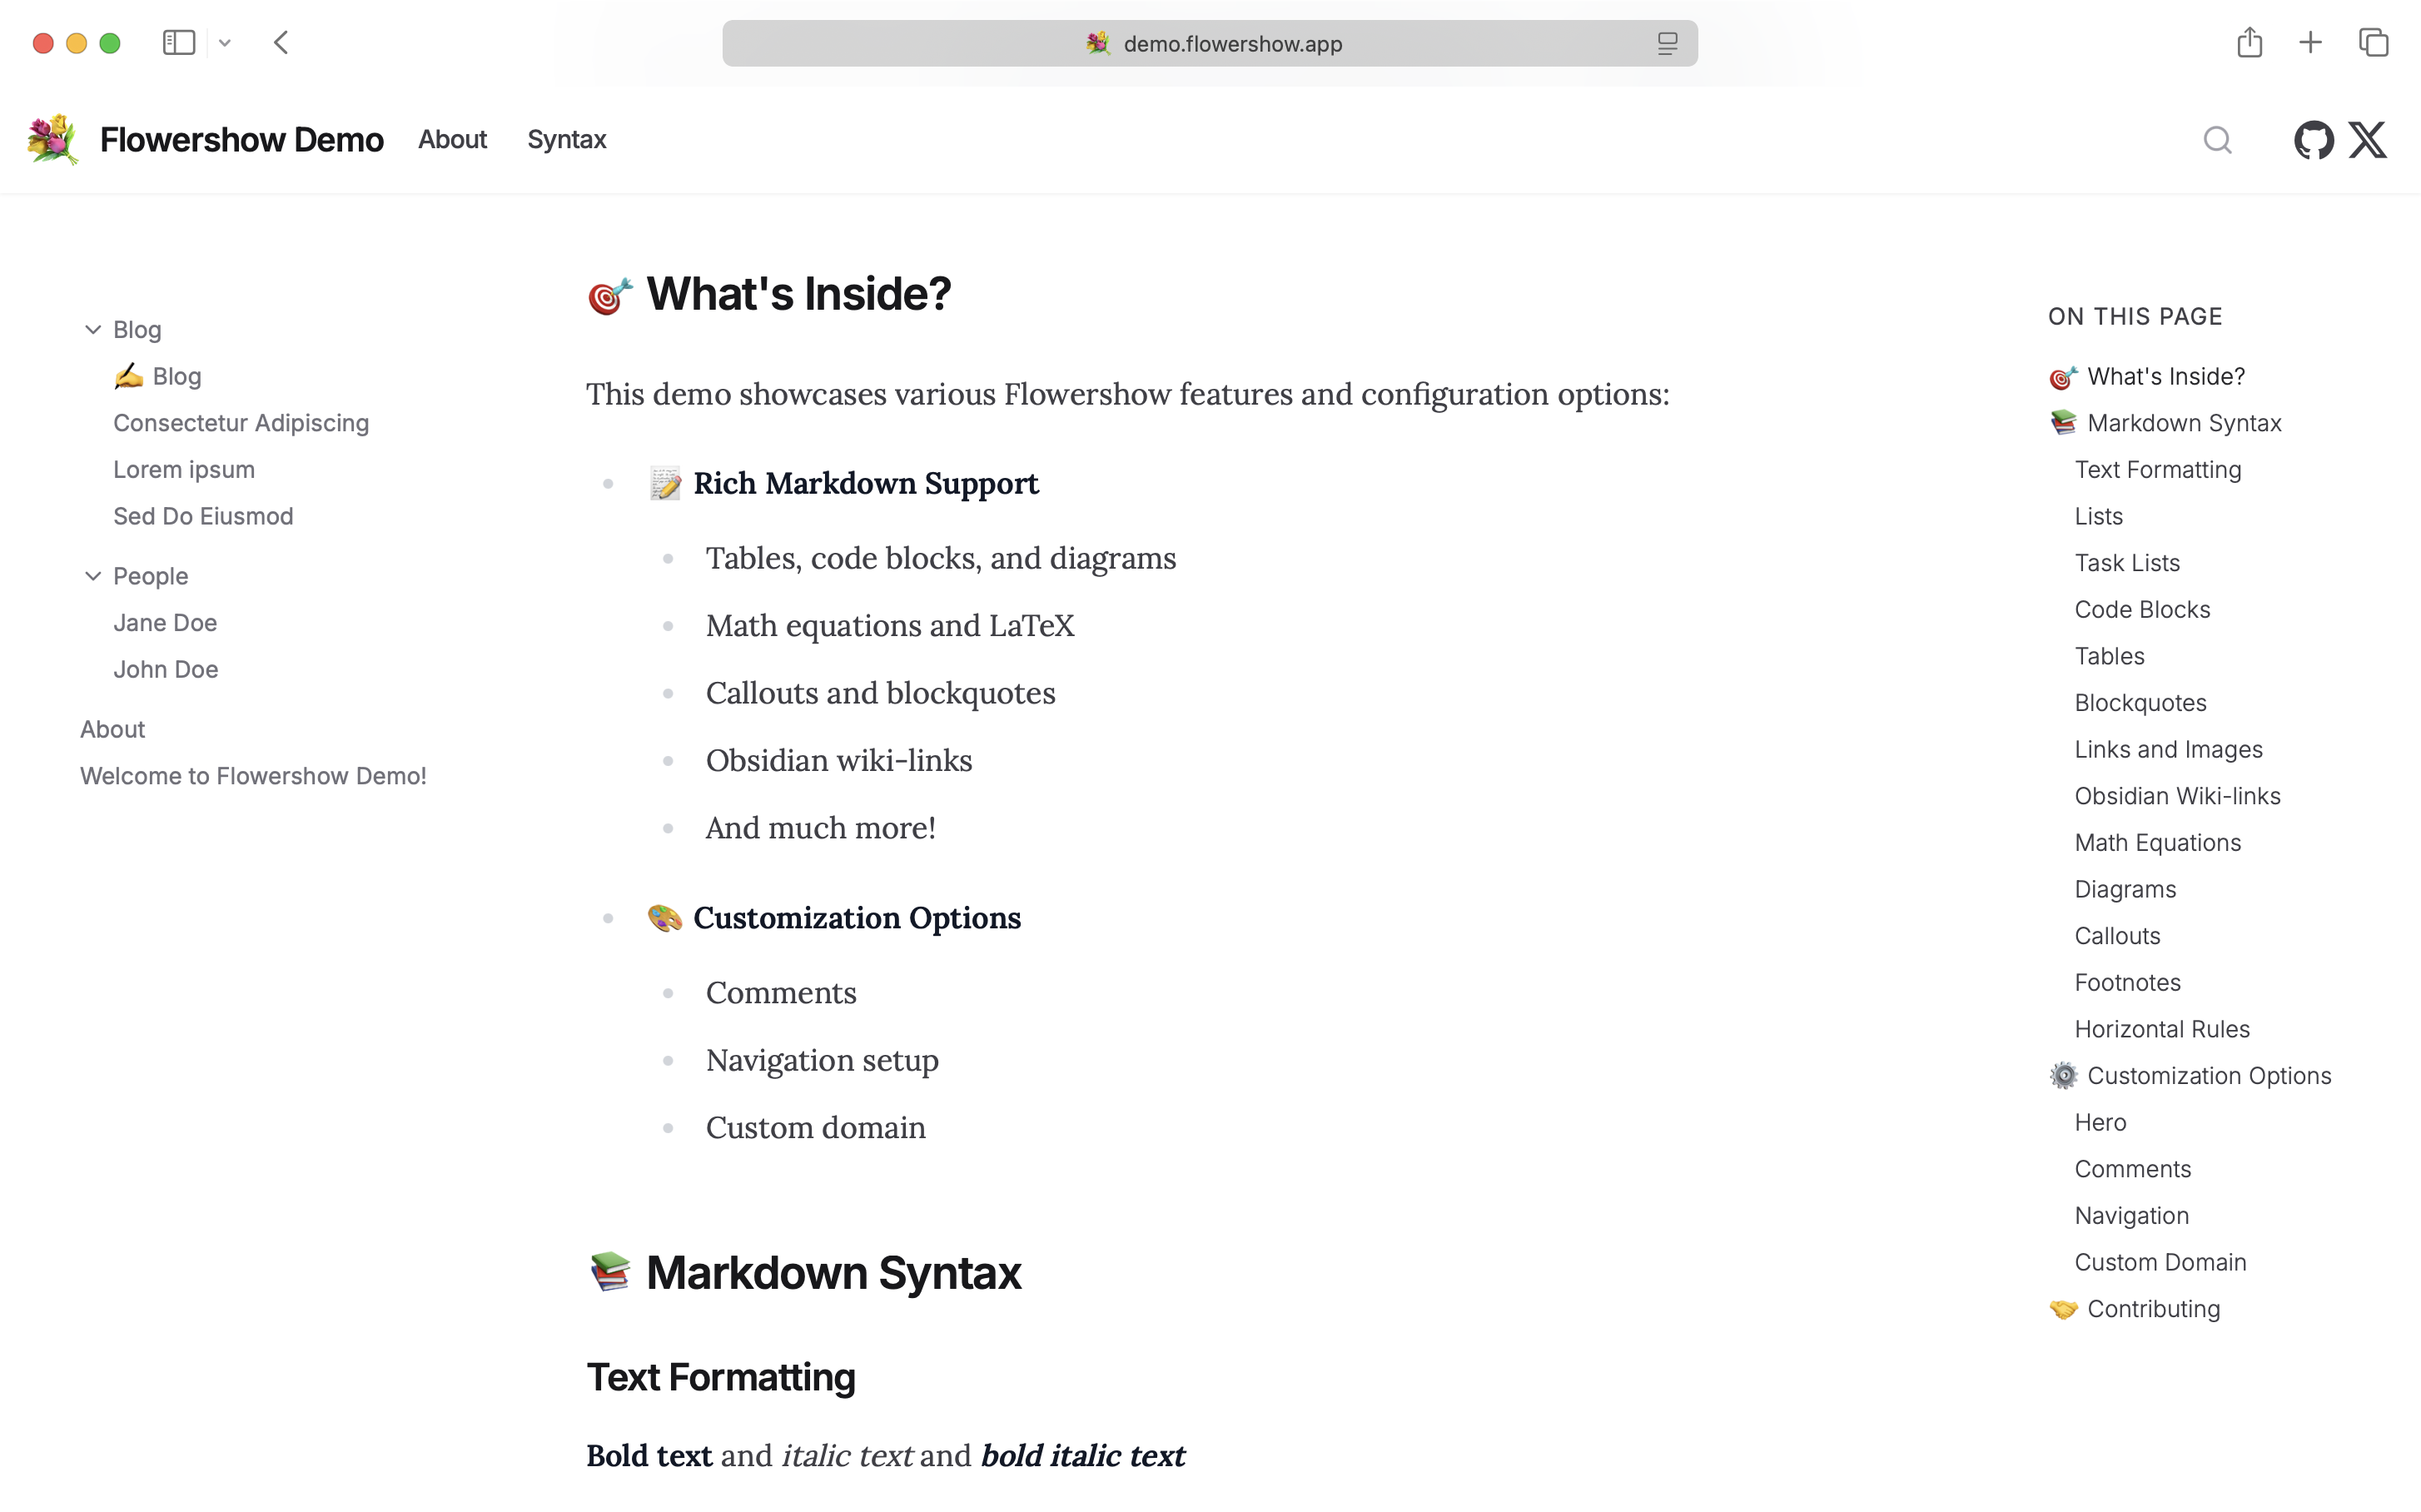 demo.flowershow.app
Flowershow Demo
About
Syntax
Blog
Blog
Consectetur Adipiscing
Lorem ipsum
Sed Do Eiusmod
People
Jane Doe
John Doe
About
Welcome to Flowershow Demo!
What's Inside?
This demo showcases various Flowershow features and configuration options:
Rich Markdown Support
Tables, code blocks, and diagrams
Math equations and LaTeX
Callouts and blockquotes
Obsidian wiki-links
And much more!
Customization Options
Comments
Navigation setup
Custom domain
Markdown Syntax
Text Formatting
Bold text and italic text and bold italic text
ON THIS PAGE
What's Inside?
Markdown Syntax
Text Formatting
Lists
Task Lists
Code Blocks
Tables
Blockquotes
Links and Images
Obsidian Wiki-links
Math Equations
Diagrams
Callouts
Footnotes
Horizontal Rules
Customization Options
Hero
Comments
Navigation
Custom Domain
Contributing